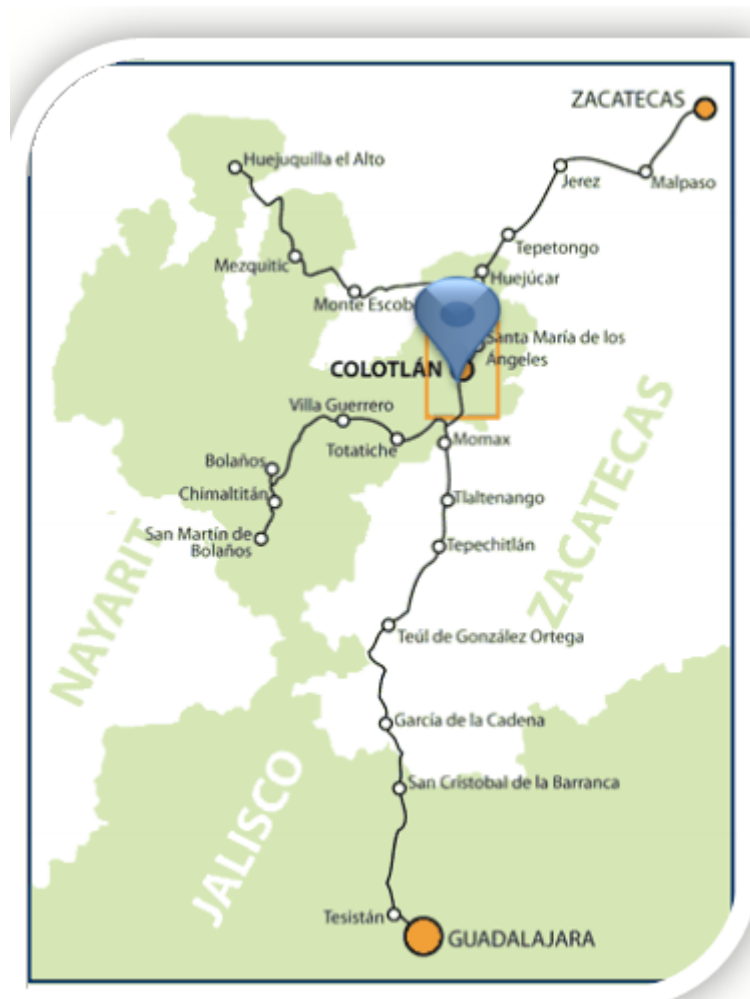 ZACATECAS
Huejuquilla el Alto
Jerez
Malpaso
Tepetongo
Mezquitic
Huejúcar
Monte Escob
Santa María de los
Ángeles
COLOTLÁN
Villa Guerrero
Totatiche
Momax
Bolaños
Chimaltitán
Tlaltenango
San Martín de
Bolaños
Tepechitlán
NAYARIT
ZACATECAS
Teúl de González Ortega
García de la Cadena
San Cristobal de la Barranca
JALISCO
Tesistán
GUADALAJARA